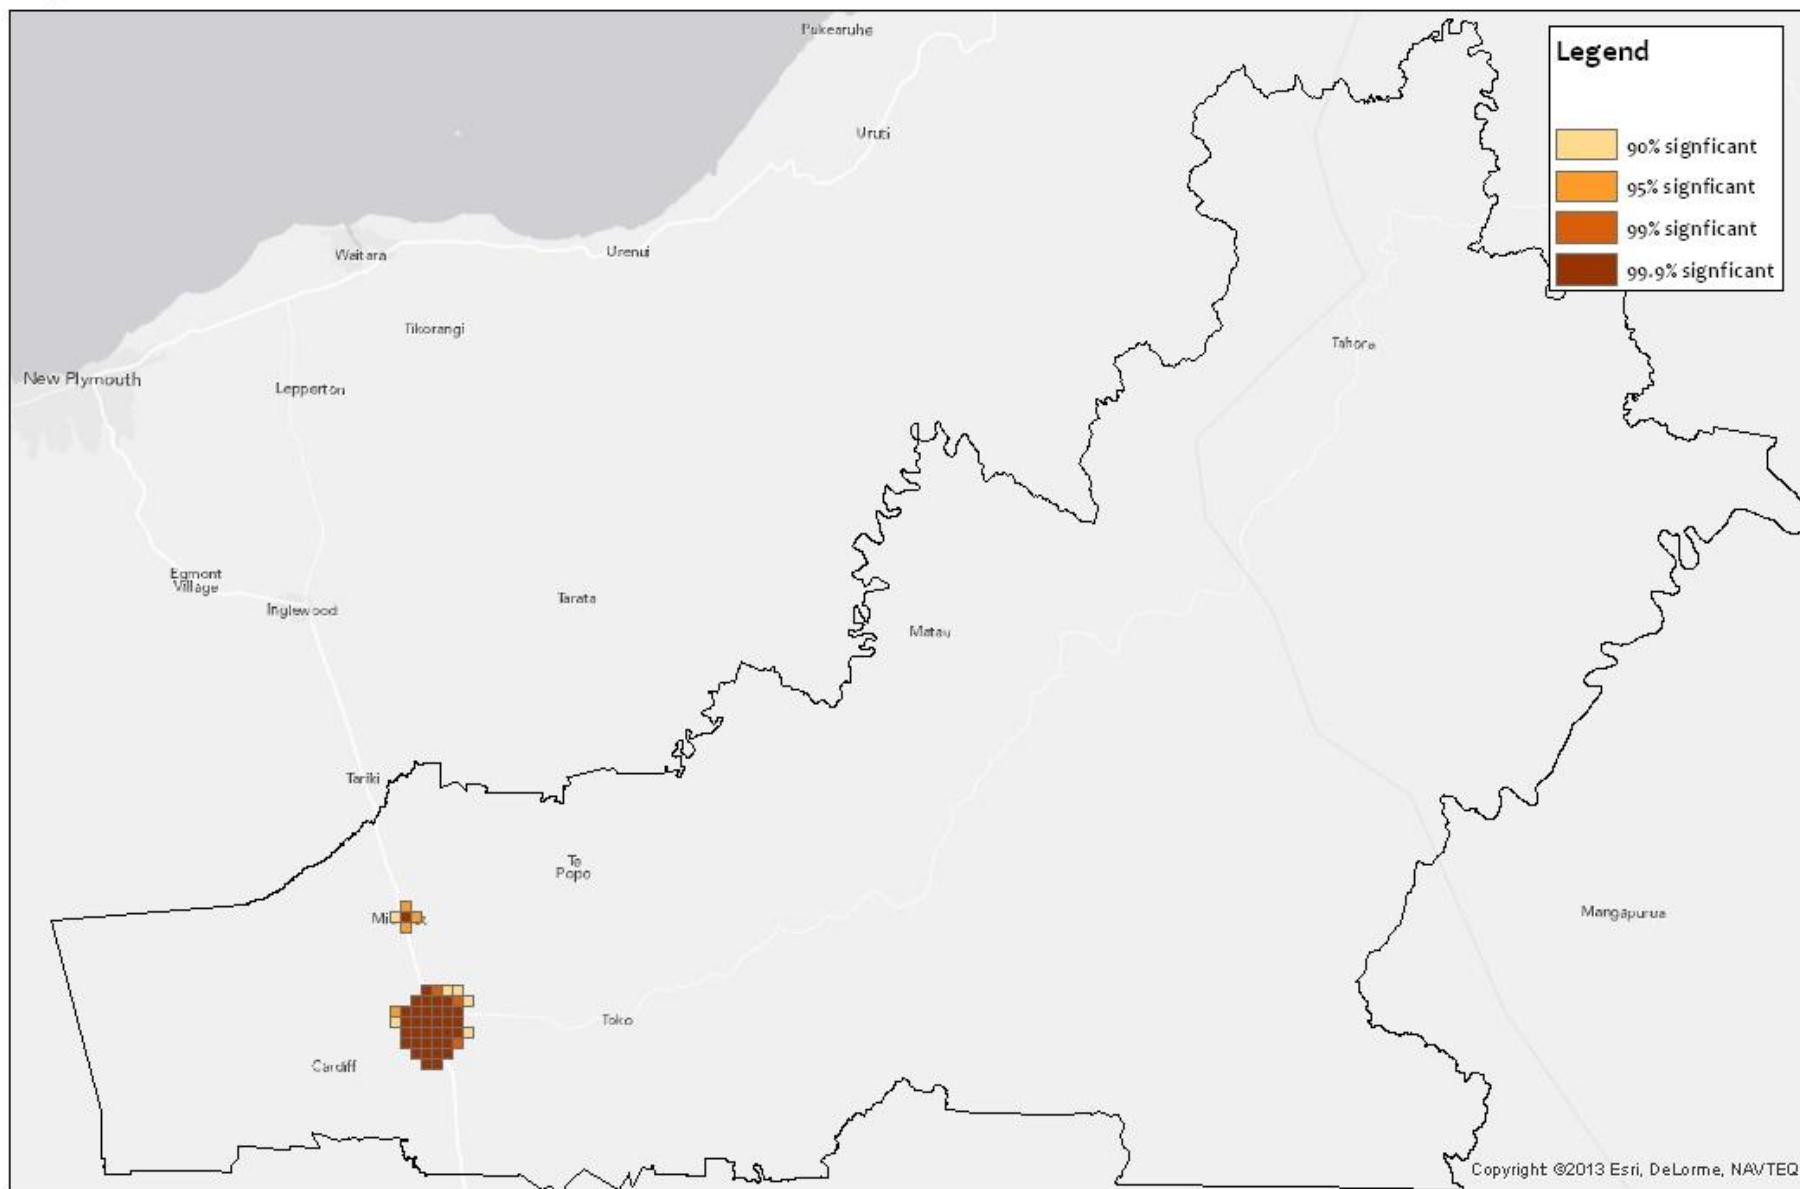 Pukearuhe
Legend
Uruti
90% signficant
95% signficant
99% signficant
99.9% signficant
Waitara
Urenui
Tikorangi
Tahora
New Plymouth
Lepperton
Egmont
Village
Inglewood
Tarata
Matau
Tariki
Te
Popo
Mangapurua
Toko
Cardiff
Copyright ©2013 Esri, DeLorme, NAVTEQ